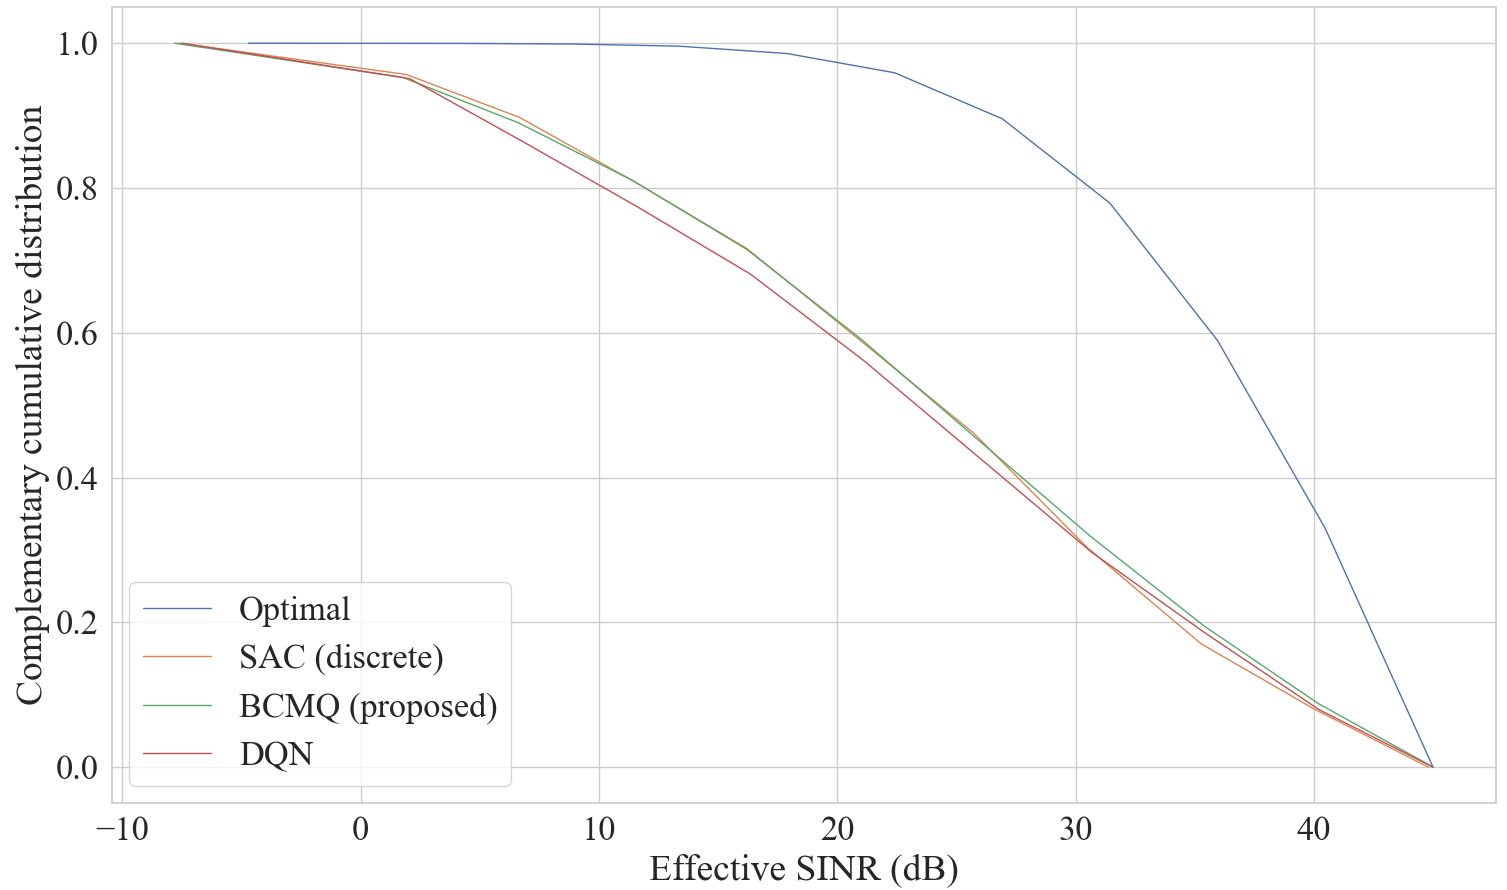 Complementary cumulative distribution
1.0
0.8
0.6
0.4
0.2
0.0
Optimal
SAC (discrete)
BCMQ (proposed)
DQN
−10 0 10 20 30 40
Effective SINR (dB)